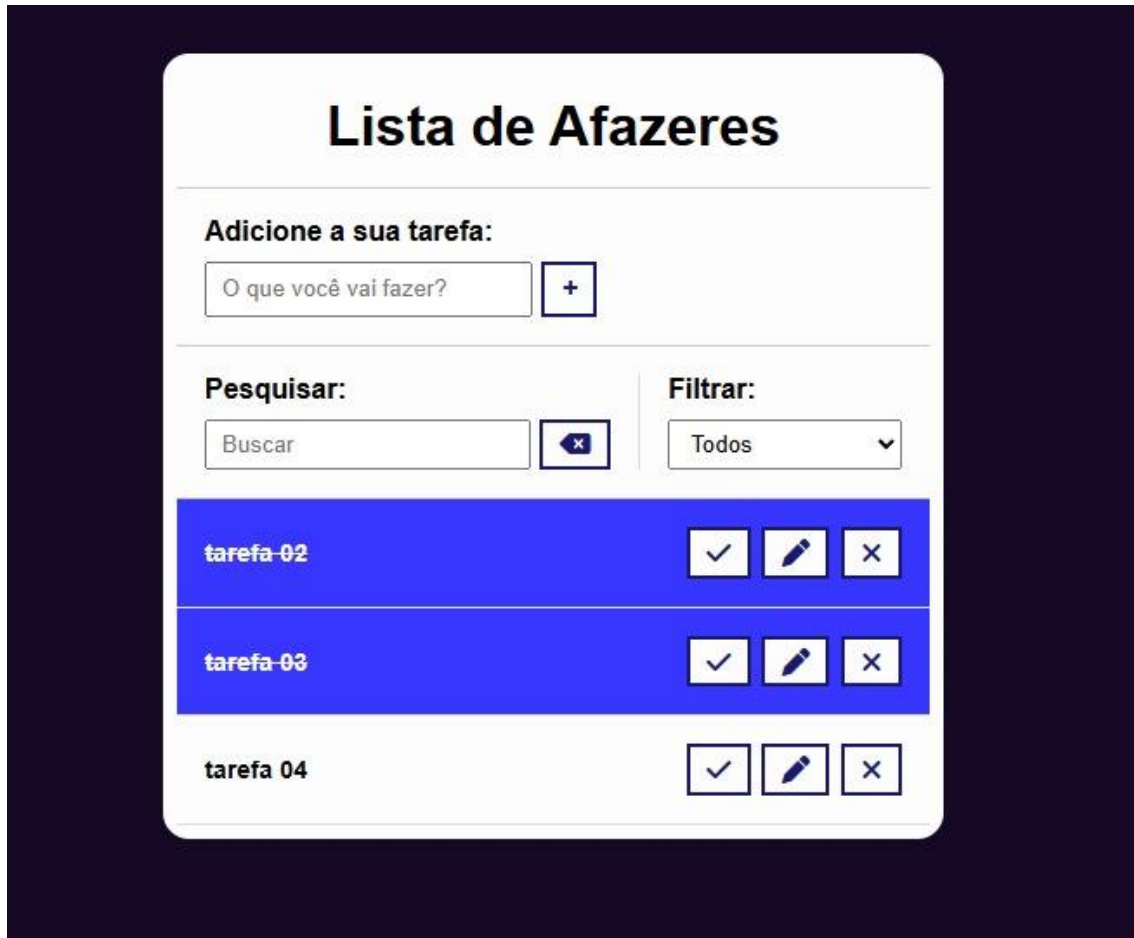 Lista de Afazeres
Adicione a sua tarefa:
O que você vai fazer?
+
Pesquisar:
Filtrar:
Buscar
Todos
tarefa 02
tarefa 03
tarefa 04